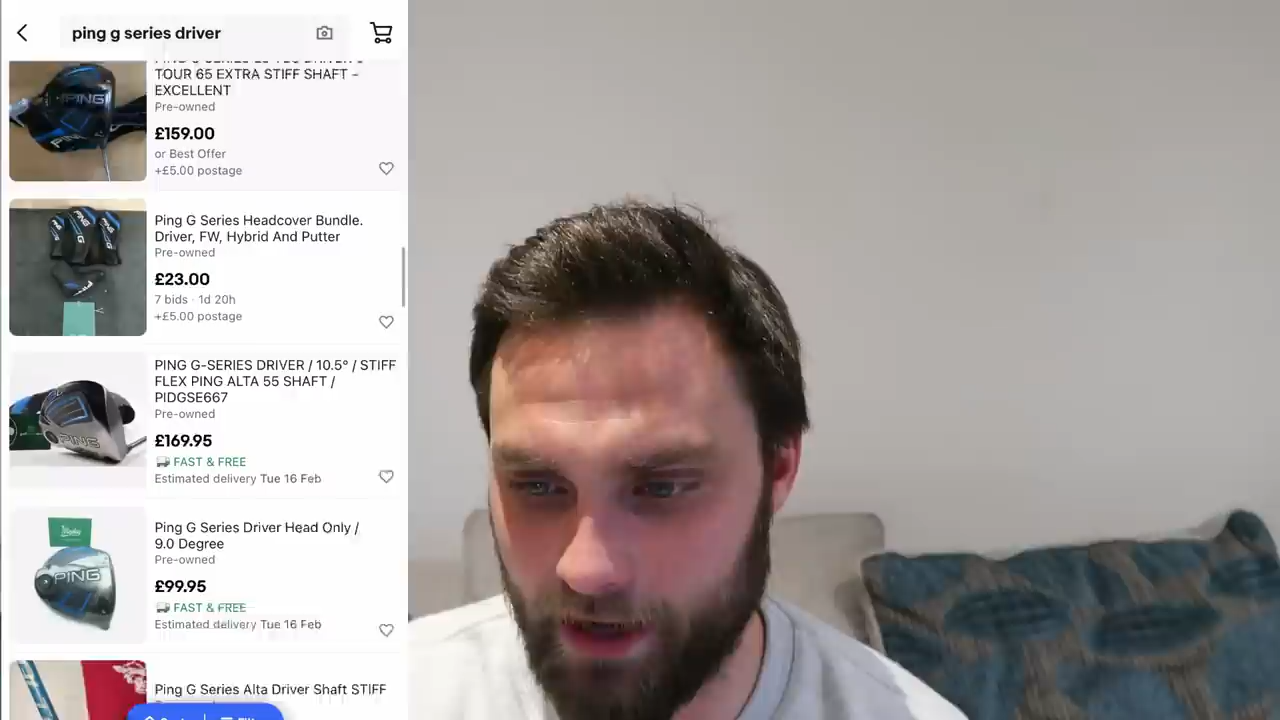 ping g series driver
TOUR 65 EXTRA STIFF SHAFT -
EXCELLENT
Pre-owned
£159.00
or Best Offer
+£5.00 postage
Ping G Series Headcover Bundle.
Driver, FW, Hybrid And Putter
Pre-owned
£23.00
7 bids · 1d 20h
+£5.00 postage
PING G-SERIES DRIVER / 10.5° / STIFF
FLEX PING ALTA 55 SHAFT /
PIDGSE667
Pre-owned
£169.95
FAST & FREE
Estimated delivery Tue 16 Feb
Ping G Series Driver Head Only /
9.0 Degree
Pre-owned
£99.95
FAST & FREE
Estimated delivery Tue 16 Feb
Ping G Series Alta Driver Shaft STIFF
PING
PING
PING